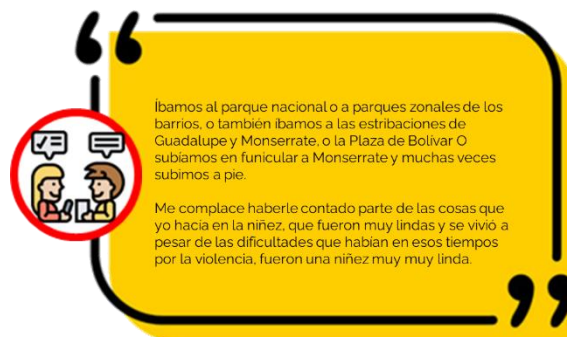 Íbamos al parque nacional o a parques zonales de los
barrios, o también íbamos a las estribaciones de
Guadalupe y Monserrate, o la Plaza de Bolívar O
subíamos en funicular a Monserrate y muchas veces
subimos a pie.
Me complace haberle contado parte de las cosas que
yo hacía en la niñez, que fueron muy lindas y se vivió a
pesar de las dificultades que habían en esos tiempos
por la violencia, fueron una niñez muy muy linda.